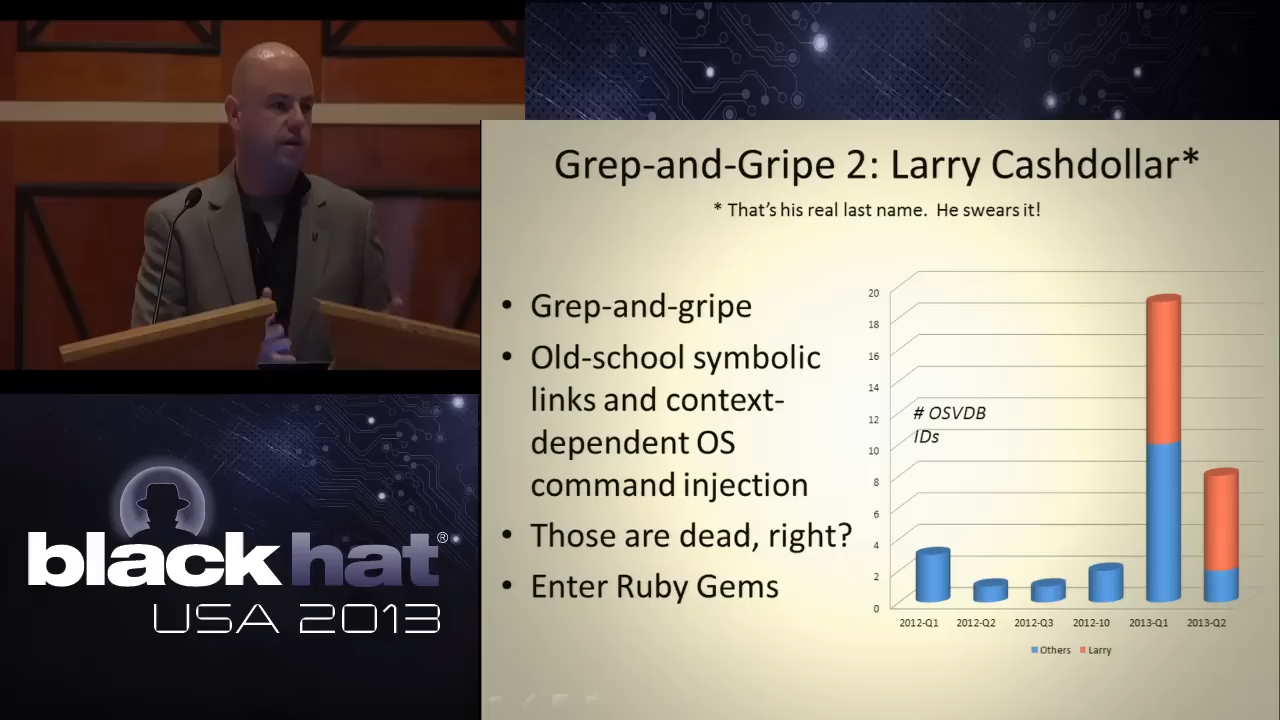 Grep-and-Gripe 2: Larry Cashdollar*
* That's his real last name. He swears it!
• Grep-and-gripe
• Old-school symbolic
links and context-
dependent OS
command injection
• Those are dead, right?
• Enter Ruby Gems
# OSVDB
IDs
20
18
16
14
12
10
8
6
4
2
0
2012-Q1 2012-Q2 2012-Q3 2012-10 2013-Q1 2013-Q2
Others Larry
blackhat®
USA 2013